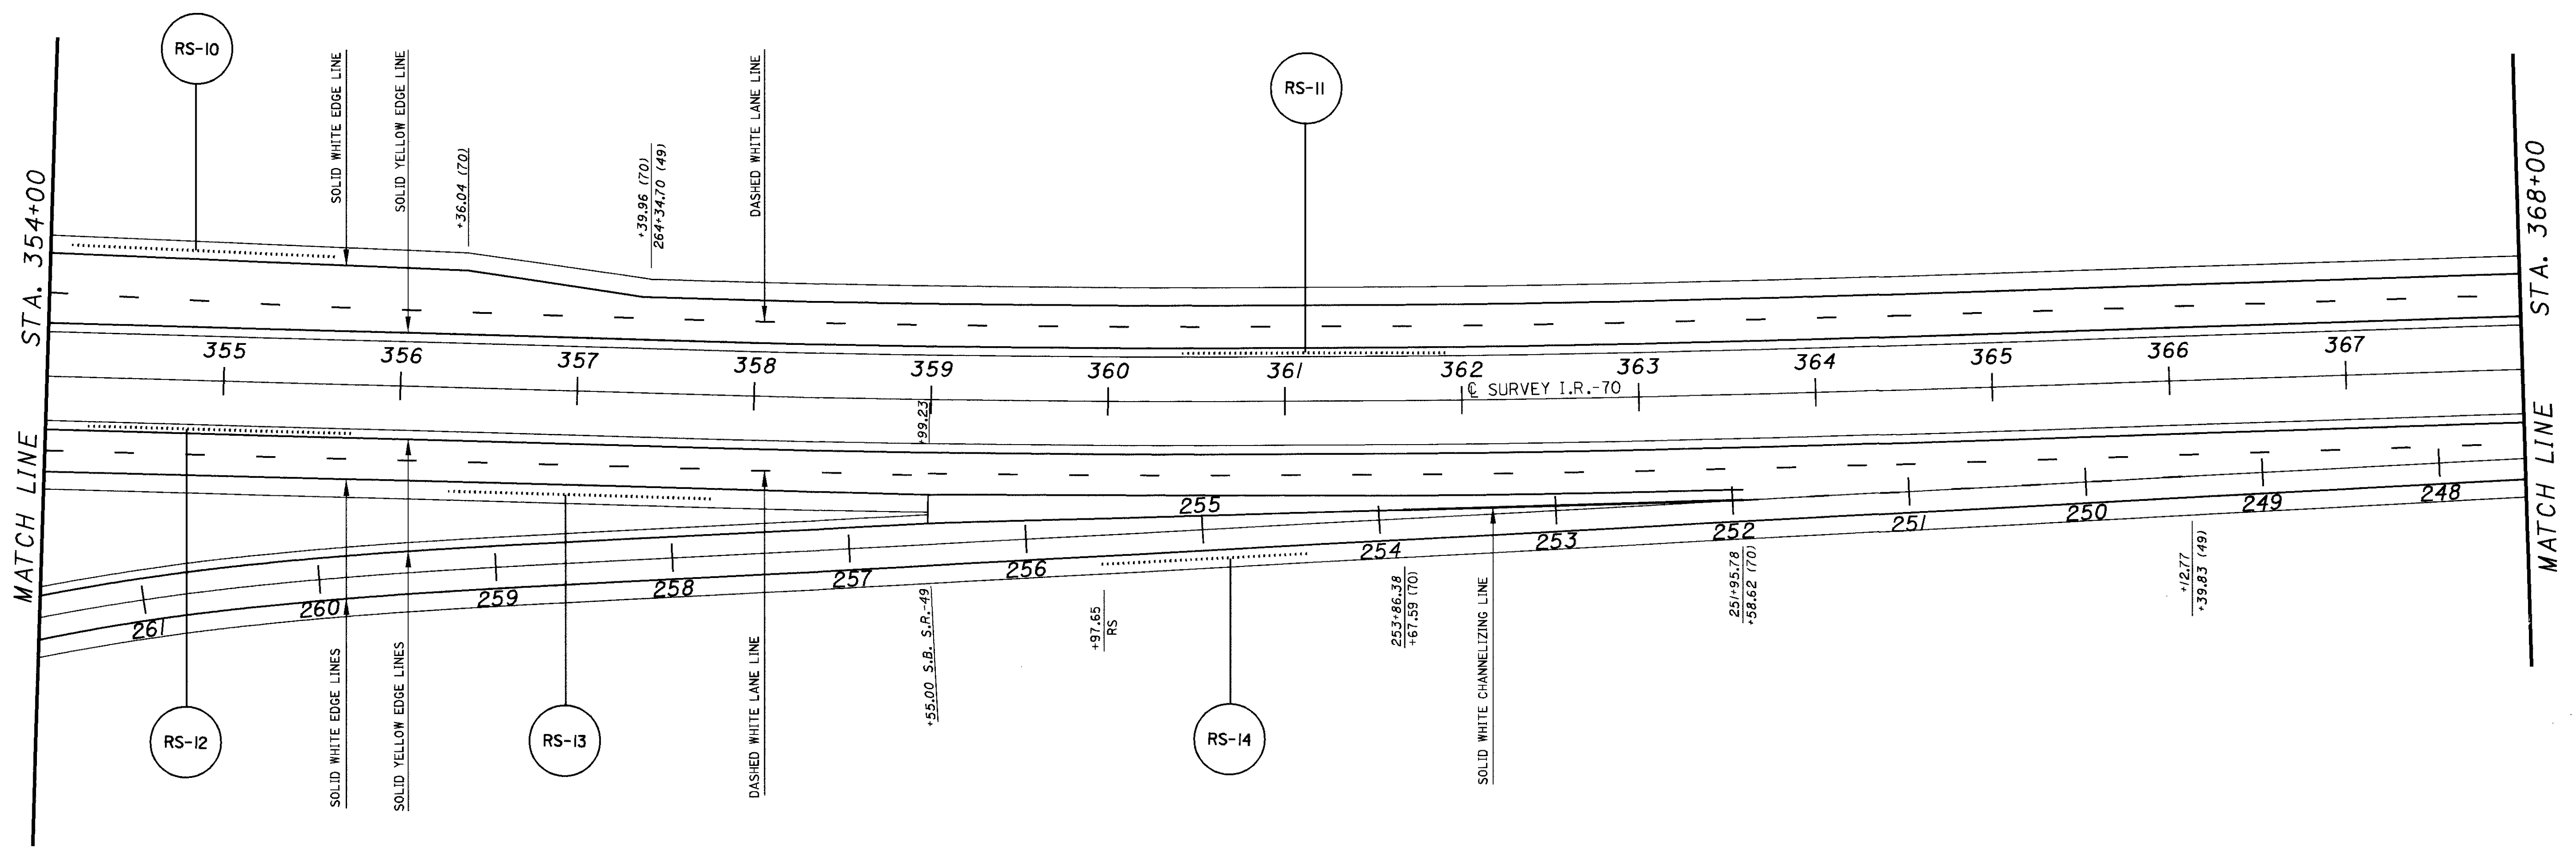 RS-10
SOLID WHITE EDGE LINE
SOLID YELLOW EDGE LINE
+36.04 (70)
+39.96 (70)
264+34.70 (49)
DASHED WHITE LANE LINE
RS-11
MATCH LINE STA. 354+00
MATCH LINE STA. 368+00
355 356 357 358 359 360 361 362 363 364 365 366 367
℄ SURVEY I.R.-70
+99.23
261 260 259 258 257 256 255 254 253 252 251 250 249 248
RS-12
SOLID WHITE EDGE LINES
SOLID YELLOW EDGE LINES
RS-13
DASHED WHITE LANE LINE
+55.00 S.B. S.R.-49
+97.65
RS
RS-14
253+86.38
+67.59 (70)
SOLID WHITE CHANNELIZING LINE
251+95.78
+58.62 (70)
+12.77
+39.83 (49)